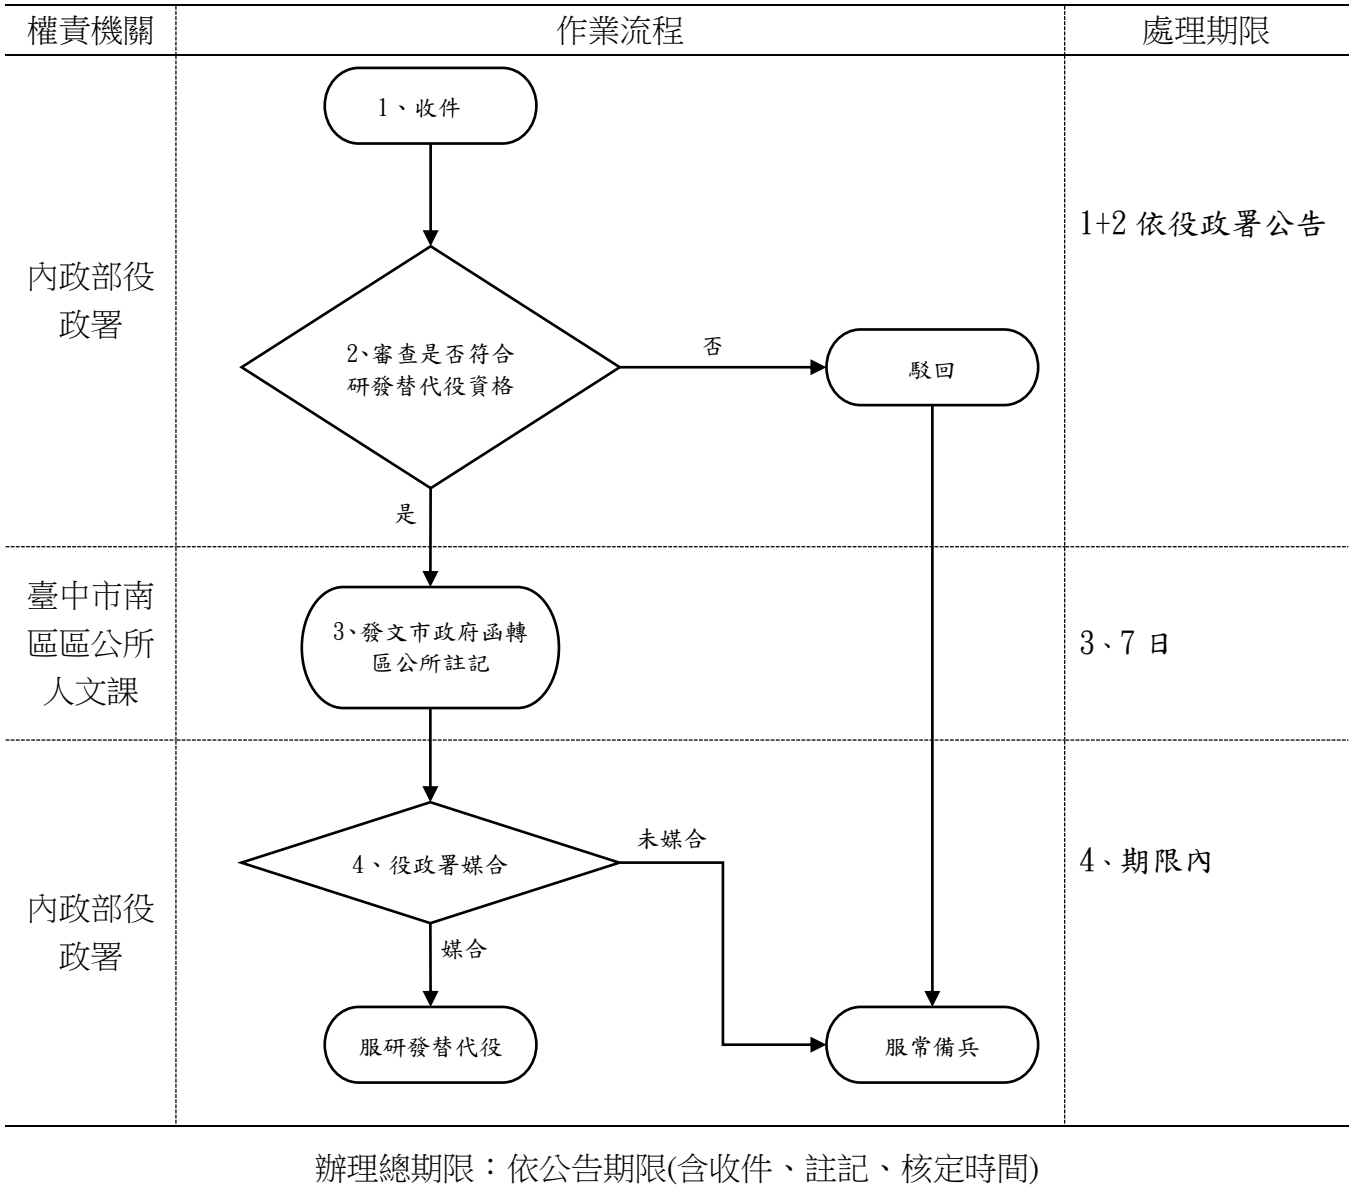 權責機關
作業流程
處理期限
1、收件
1+2 依役政署公告
內政部役
政署
2、審查是否符合
研發替代役資格
否
駁回
是
臺中市南
區區公所
人文課
3、發文市政府函轉
區公所註記
3、7 日
內政部役
政署
4、役政署媒合
未媒合
4、期限內
媒合
服研發替代役
服常備兵
辦理總期限：依公告期限(含收件、註記、核定時間)